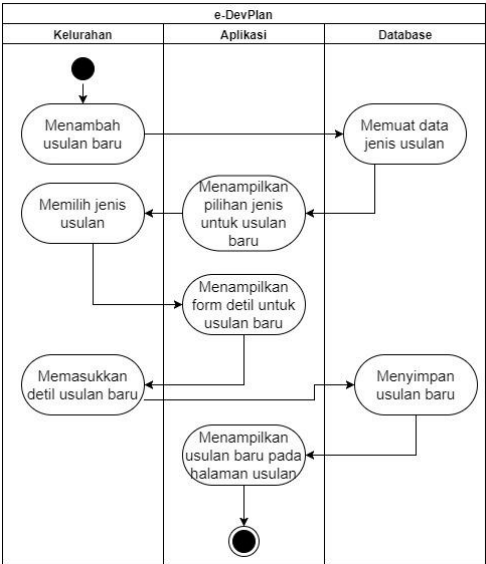 e-DevPlan
Kelurahan
Aplikasi
Database
Menambah
usulan baru
Memuat data
jenis usulan
Memilih jenis
usulan
Menampilkan
pilihan jenis
untuk usulan
baru
Menampilkan
form detil untuk
usulan baru
Memasukkan
detil usulan baru
Menyimpan
usulan baru
Menampilkan
usulan baru pada
halaman usulan